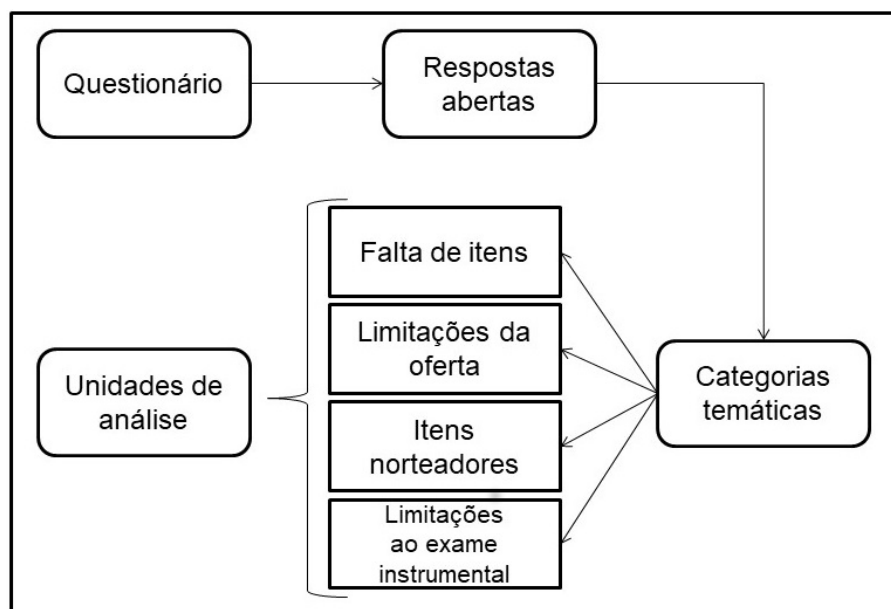 Questionário
Respostas
abertas
Falta de itens
Limitações da
oferta
Itens
norteadores
Limitações
ao exame
instrumental
Unidades de
análise
Categorias
temáticas